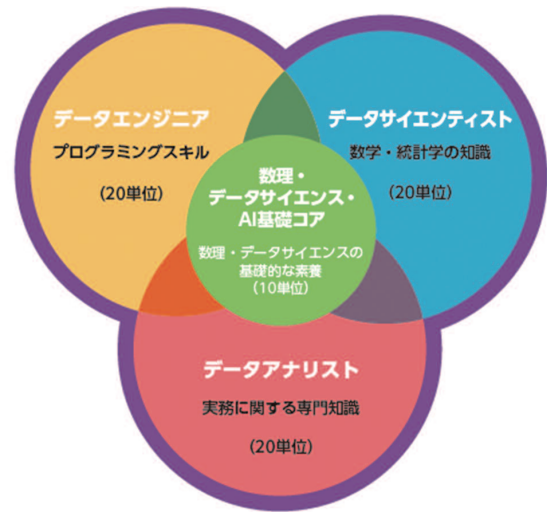 データエンジニア
プログラミングスキル
（20単位）
データサイエンティスト
数学・統計学の知識
（20単位）
数理・
データサイエンス・
AI基礎コア
数理・データサイエンスの
基礎的な素養
（10単位）
データアナリスト
実務に関する専門知識
（20単位）